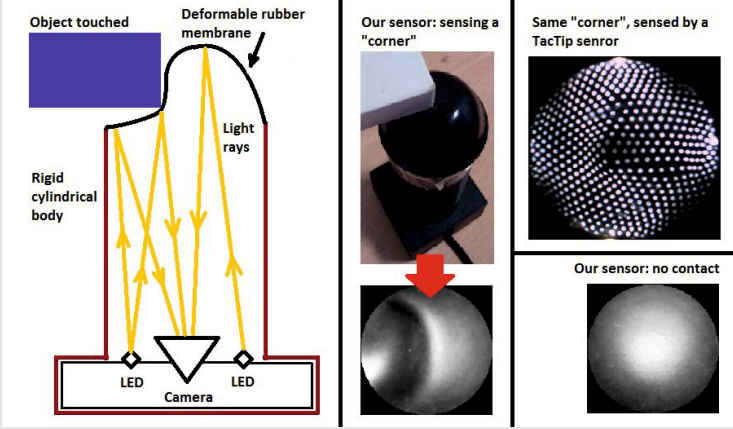 Object touched
Deformable rubber
membrane
Light
rays
Rigid
cylindrical
body
LED
LED
Camera
Our sensor: sensing a
"corner"
Same "corner", sensed by a
TacTip senror
Our sensor: no contact